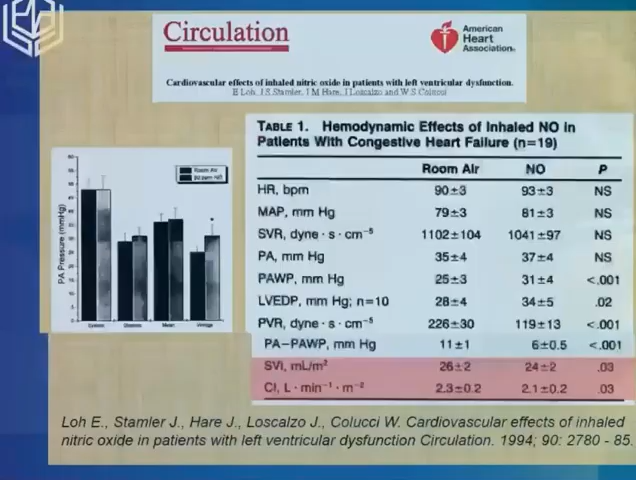 Circulation
American
Heart
Association.
Cardiovascular effects of inhaled nitric oxide in patients with left ventricular dysfunction.
E Loh, J S Stamler, J M Hare, J Loscalzo and W S Colucci
TABLE 1. Hemodynamic Effects of Inhaled NO in
Patients With Congestive Heart Failure (n=19)
Room Air NO P
HR, bpm 90±3 93±3 NS
MAP, mm Hg 79±3 81±3 NS
SVR, dyne · s · cm⁻⁵ 1102±104 1041±97 NS
PA, mm Hg 35±4 37±4 NS
PAWP, mm Hg 25±3 31±4 <.001
LVEDP, mm Hg; n=10 28±4 34±5 .02
PVR, dyne · s · cm⁻⁵ 226±30 119±13 <.001
PA−PAWP, mm Hg 11±1 6±0.5 <.001
SVI, mL/m² 26±2 24±2 .03
CI, L · min⁻¹ · m⁻² 2.3±0.2 2.1±0.2 .03
PA Pressure (mmHg)
Room Air
Systolic Diastolic Mean
Loh E., Stamler J., Hare J., Loscalzo J., Colucci W. Cardiovascular effects of inhaled
nitric oxide in patients with left ventricular dysfunction Circulation. 1994; 90: 2780 - 85.